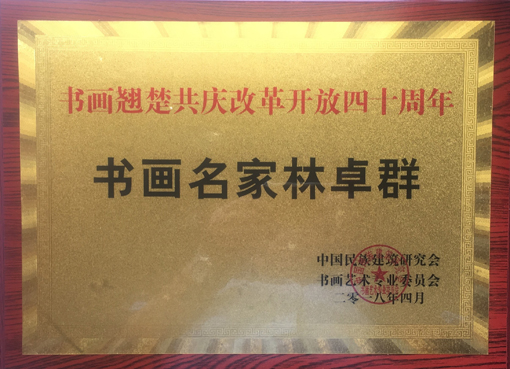 书画翘楚共庆改革开放四十周年
书画名家林卓群
中国民族建筑研究会
书画艺术专业委员会
二零一八年四月